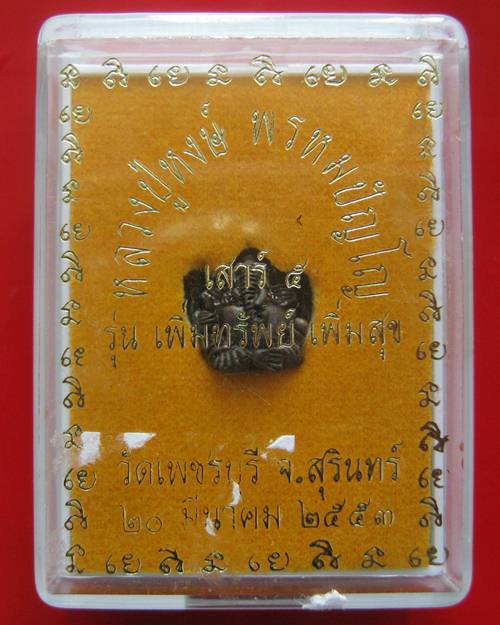 หลวงปู่หงษ์ พรหมปัญโญ
เสาร์ ๕
รุ่น เพิ่มทรัพย์ เพิ่มสุข
วัดเพชรบุรี จ.สุรินทร์
๒๐ มีนาคม ๒๕๕๓